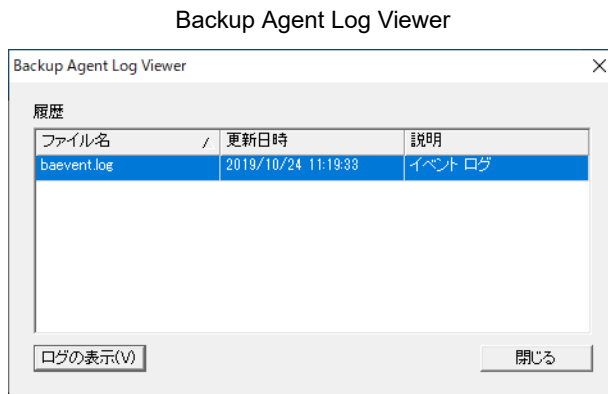 Backup Agent Log Viewer
Backup Agent Log Viewer
履歴
ファイル名 / 更新日時 説明
baevent.log 2019/10/24 11:19:33 イベント ログ
ログの表示(V) 閉じる